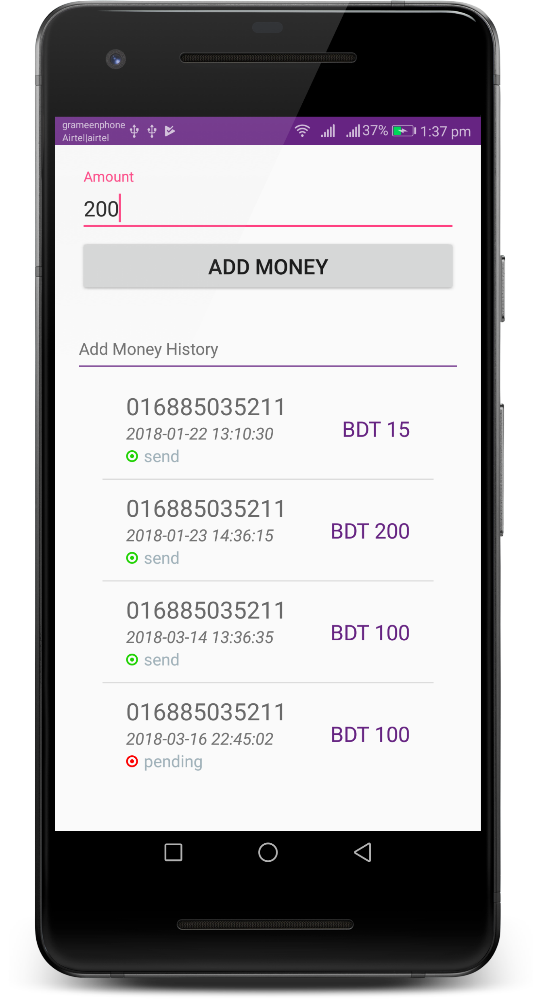 grameenphone
Airtel|airtel
37% 1:37 pm
Amount
200
ADD MONEY
Add Money History
016885035211
2018-01-22 13:10:30
BDT 15
send
016885035211
2018-01-23 14:36:15
BDT 200
send
016885035211
2018-03-14 13:36:35
BDT 100
send
016885035211
2018-03-16 22:45:02
BDT 100
pending